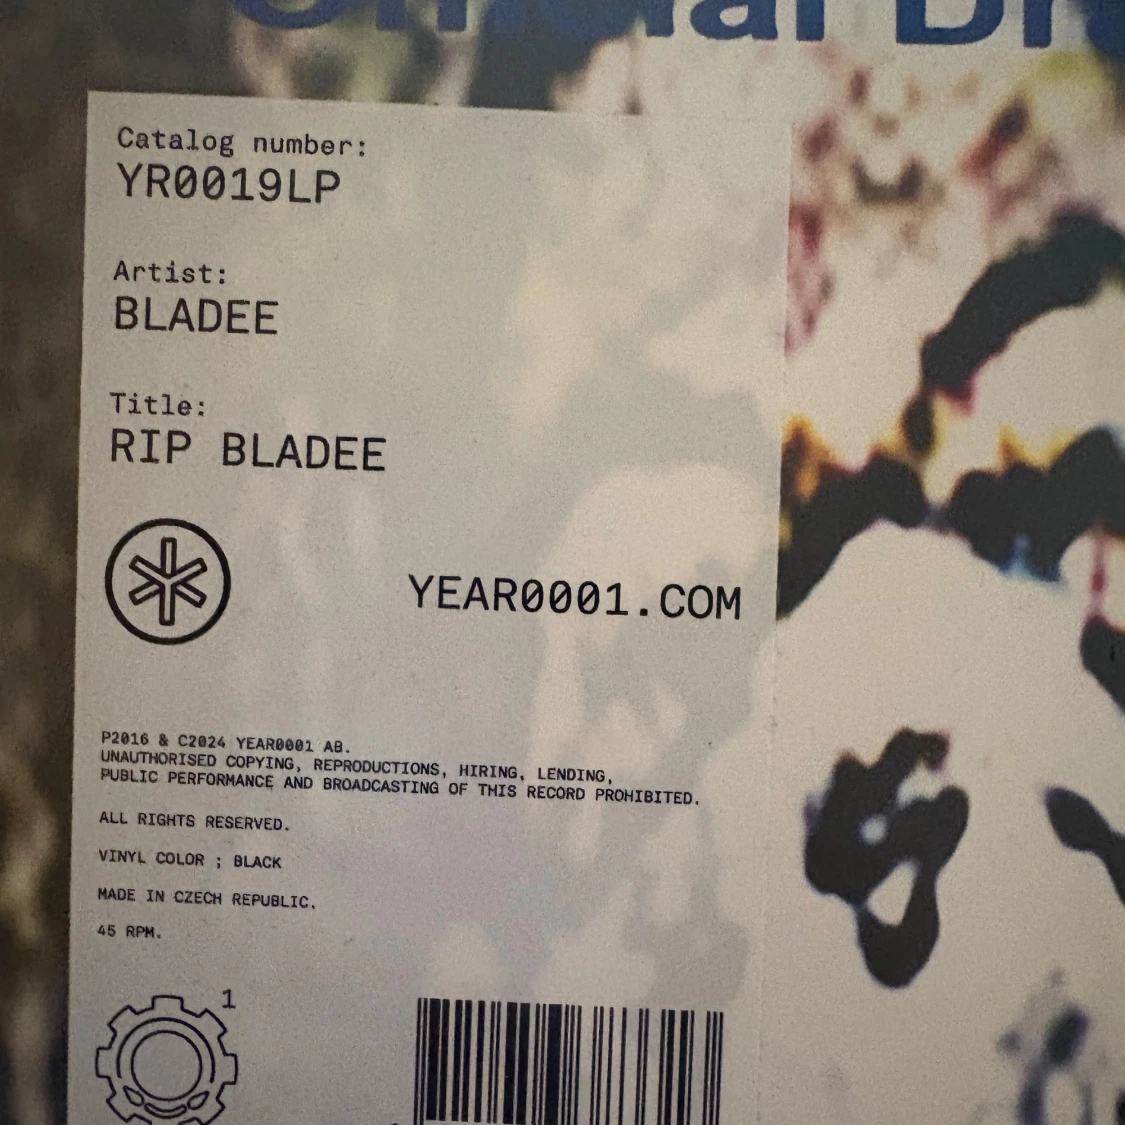 Official
Catalog number:
YR0019LP
Artist:
BLADEE
Title:
RIP BLADEE
YEAR0001.COM
P2016 & C2024 YEAR0001 AB.
UNAUTHORISED COPYING, REPRODUCTIONS, HIRING, LENDING,
PUBLIC PERFORMANCE AND BROADCASTING OF THIS RECORD PROHIBITED.
ALL RIGHTS RESERVED.
VINYL COLOR ; BLACK
MADE IN CZECH REPUBLIC.
45 RPM.
1